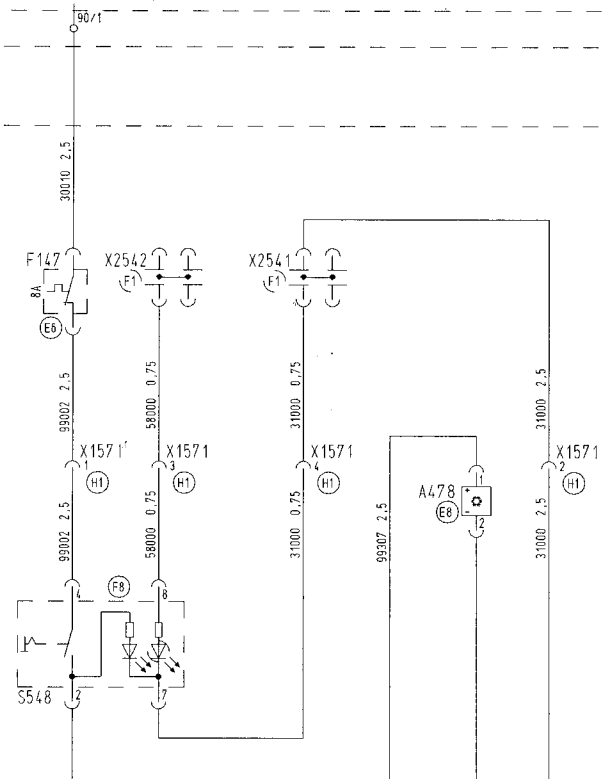 90/1
30010 2.5
F147
X2542
X2541
F1
F1
8A
E6
99002 2.5
58000 0.75
31000 0.75
31000 2.5
X1571
X1571
X1571
X1571
1
3
4
2
H1
H1
H1
H1
A478
1
+
-
E8
2
99002 2.5
58000 0.75
31000 0.75
99307 2.5
31000 2.5
F8
4
8
S548
2
7